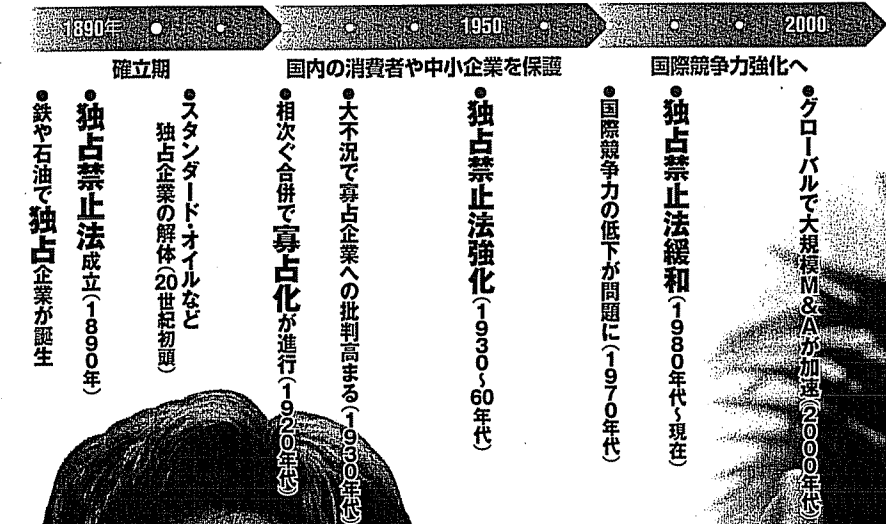 1890年
1950
2000
確立期
国内の消費者や中小企業を保護
国際競争力強化へ
●鉄や石油で独占企業が誕生
●独占禁止法成立(1890年)
●スタンダード・オイルなど
独占企業の解体(20世紀初頭)
●相次ぐ合併で寡占化が進行(1920年代)
●大不況で寡占企業への批判高まる(1930年代)
●独占禁止法強化(1930~60年代)
●国際競争力の低下が問題に(1970年代)
●独占禁止法緩和(1980年代~現在)
●グローバルで大規模M&Aが加速(2000年代)